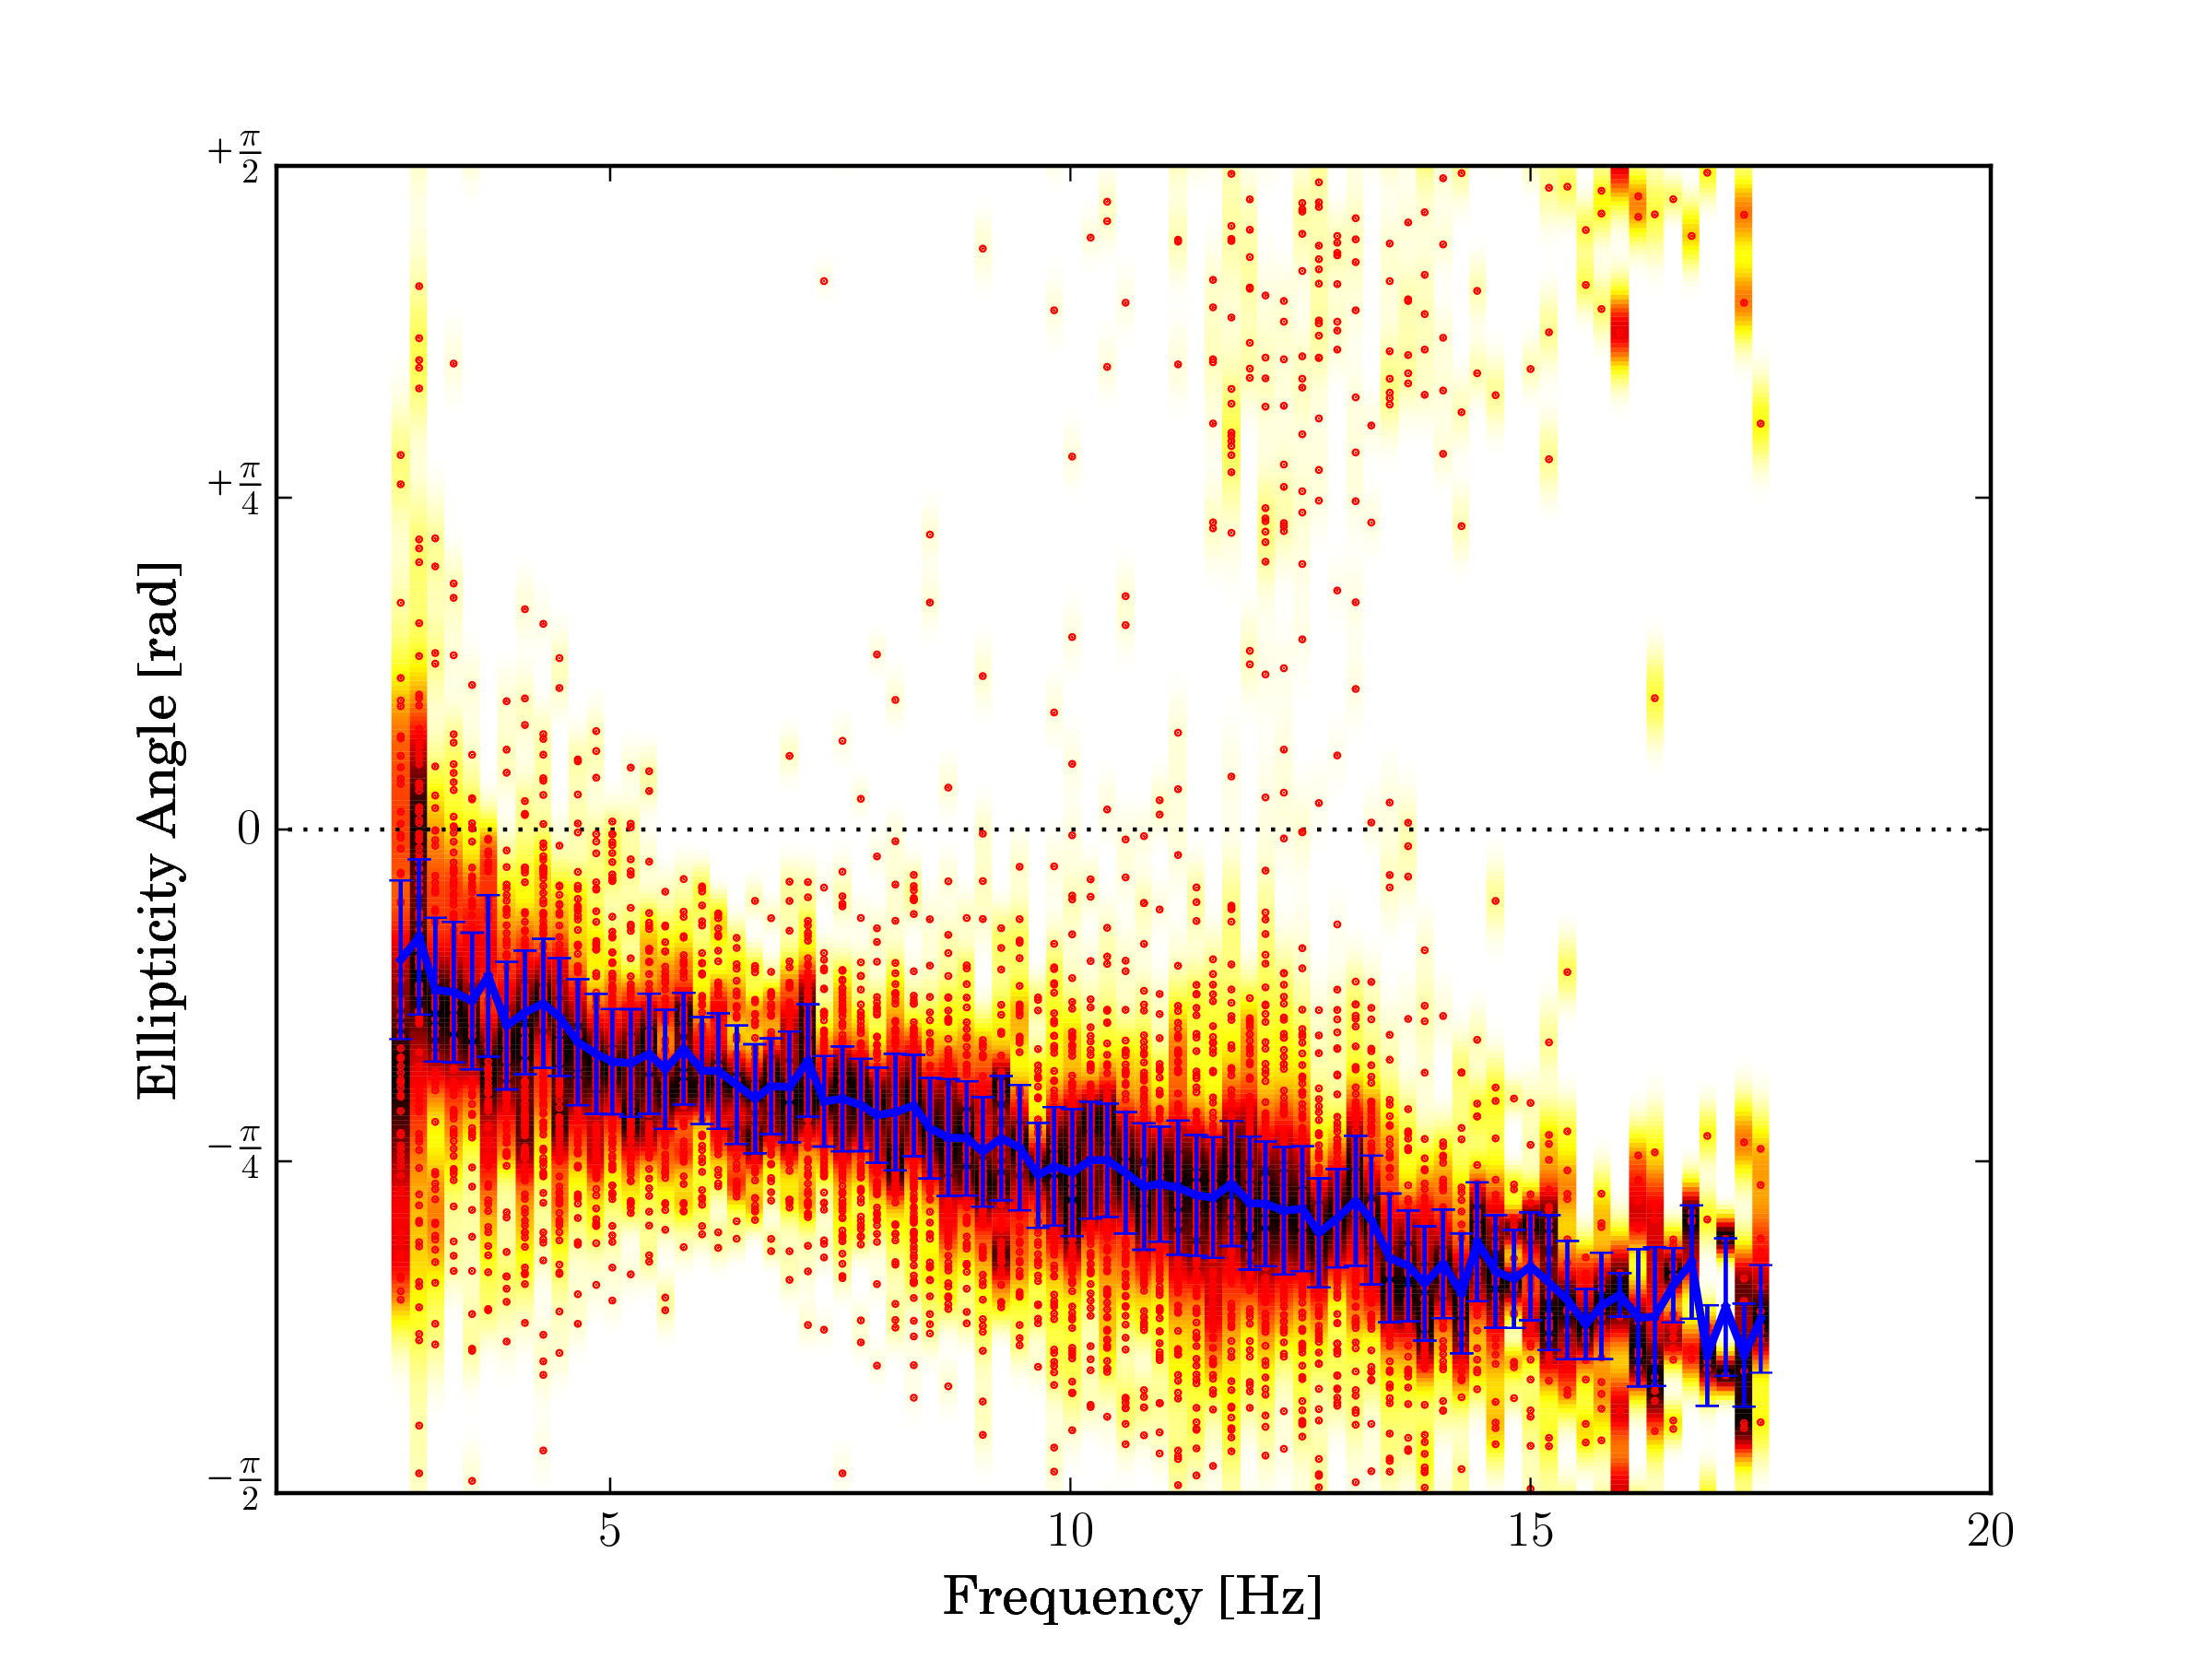 +π/2
+π/4
0
−π/4
−π/2
Ellipticity Angle [rad]
5 10 15 20
Frequency [Hz]